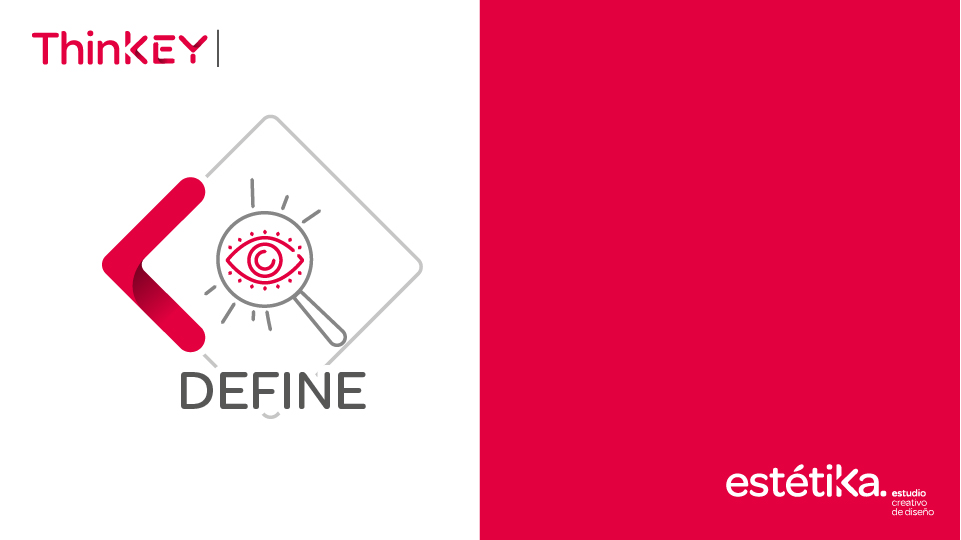 ThinKEY
DEFINE
estétika.
estudio
creativo
de diseño